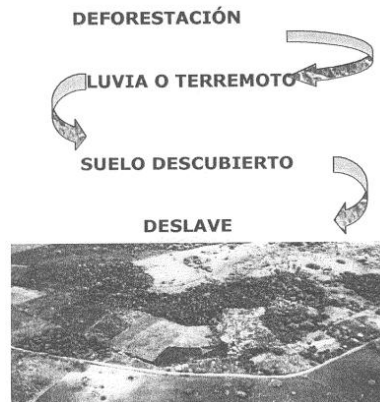 DEFORESTACIÓN
LUVIA O TERREMOTO
SUELO DESCUBIERTO
DESLAVE